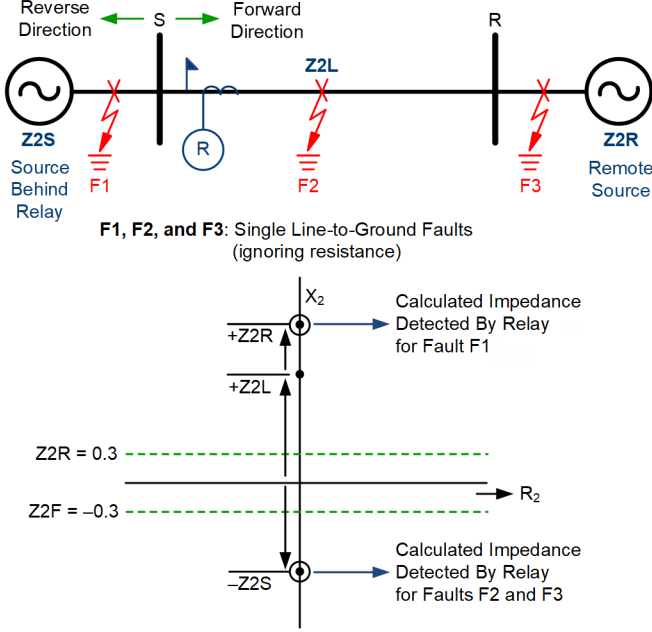 Reverse
Direction
S
Forward
Direction
R
Z2L
R
Z2S
Source
Behind
Relay
F1
F2
F3
Z2R
Remote
Source
F1, F2, and F3: Single Line-to-Ground Faults
(ignoring resistance)
X2
+Z2R
Calculated Impedance
Detected By Relay
for Fault F1
+Z2L
Z2R = 0.3
R2
Z2F = –0.3
–Z2S
Calculated Impedance
Detected By Relay
for Faults F2 and F3